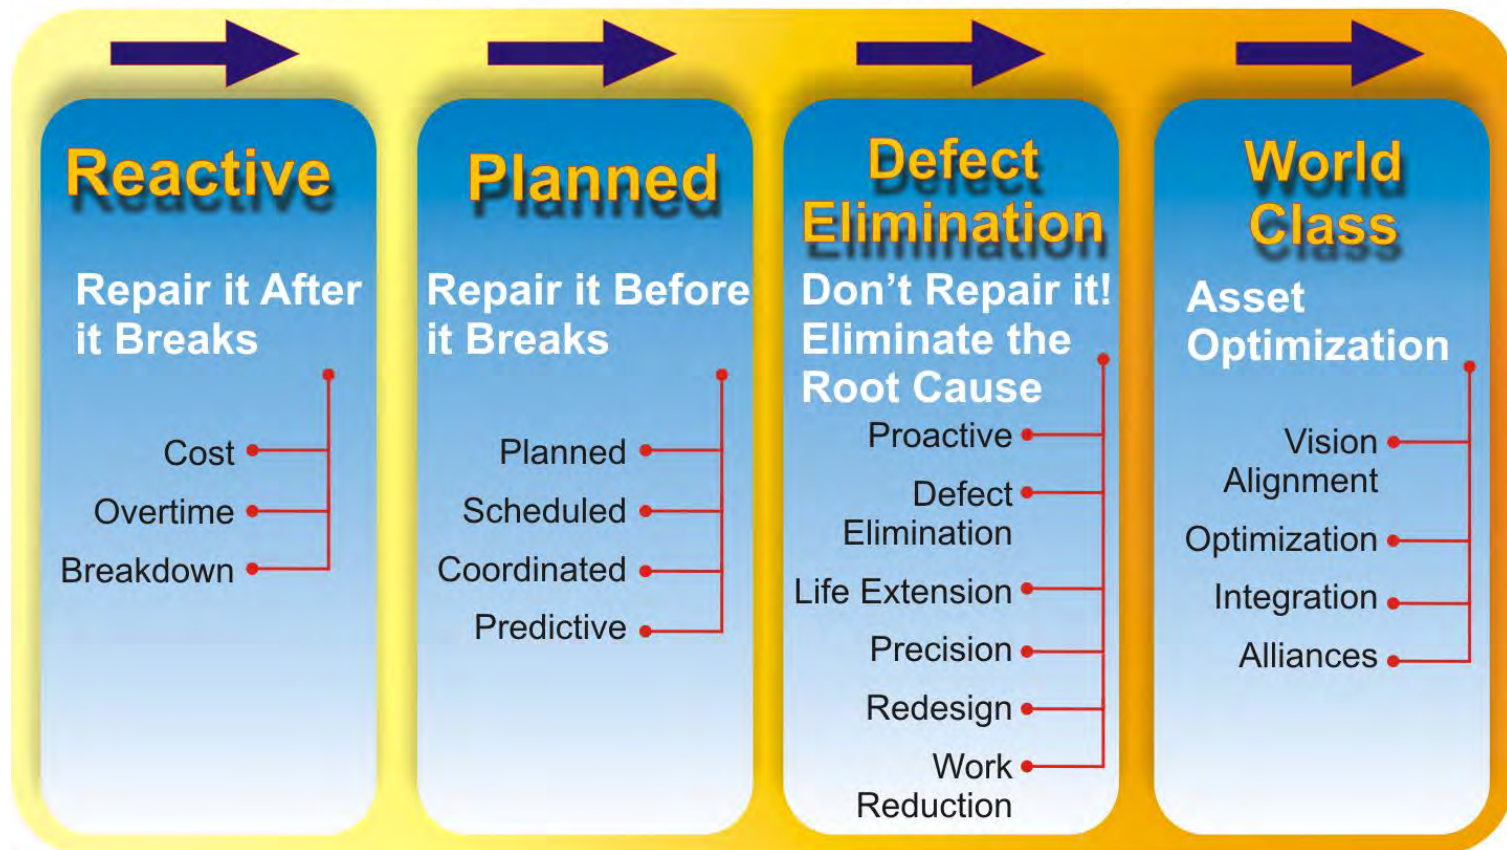 Reactive
Repair it After
it Breaks
Cost
Overtime
Breakdown
Planned
Repair it Before
it Breaks
Planned
Scheduled
Coordinated
Predictive
Defect
Elimination
Don’t Repair it!
Eliminate the
Root Cause
Proactive
Defect
Elimination
Life Extension
Precision
Redesign
Work
Reduction
World
Class
Asset
Optimization
Vision
Alignment
Optimization
Integration
Alliances